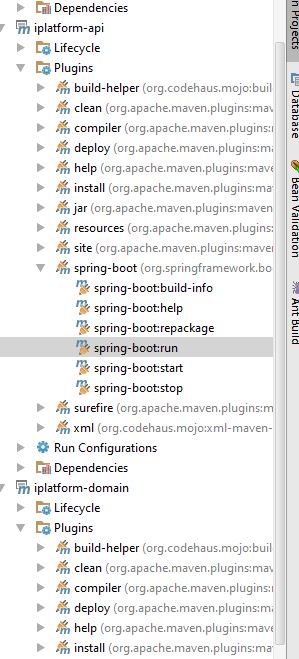 Dependencies
iplatform-api
Lifecycle
Plugins
build-helper (org.codehaus.mojo:buil
clean (org.apache.maven.plugins:mav
compiler (org.apache.maven.plugins:
deploy (org.apache.maven.plugins:ma
help (org.apache.maven.plugins:mave
install (org.apache.maven.plugins:ma
jar (org.apache.maven.plugins:maven
resources (org.apache.maven.plugins
site (org.apache.maven.plugins:mave
spring-boot (org.springframework.bo
spring-boot:build-info
spring-boot:help
spring-boot:repackage
spring-boot:run
spring-boot:start
spring-boot:stop
surefire (org.apache.maven.plugins:m
xml (org.codehaus.mojo:xml-maven-
Run Configurations
Dependencies
iplatform-domain
Lifecycle
Plugins
build-helper (org.codehaus.mojo:buil
clean (org.apache.maven.plugins:mav
compiler (org.apache.maven.plugins:
deploy (org.apache.maven.plugins:ma
help (org.apache.maven.plugins:mave
install (org.apache.maven.plugins:ma
n Projects
Database
Bean Validation
Ant Build